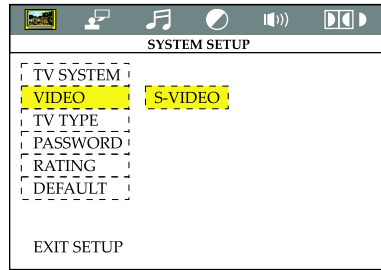 SYSTEM SETUP
TV SYSTEM
VIDEO S-VIDEO
TV TYPE
PASSWORD
RATING
DEFAULT
EXIT SETUP